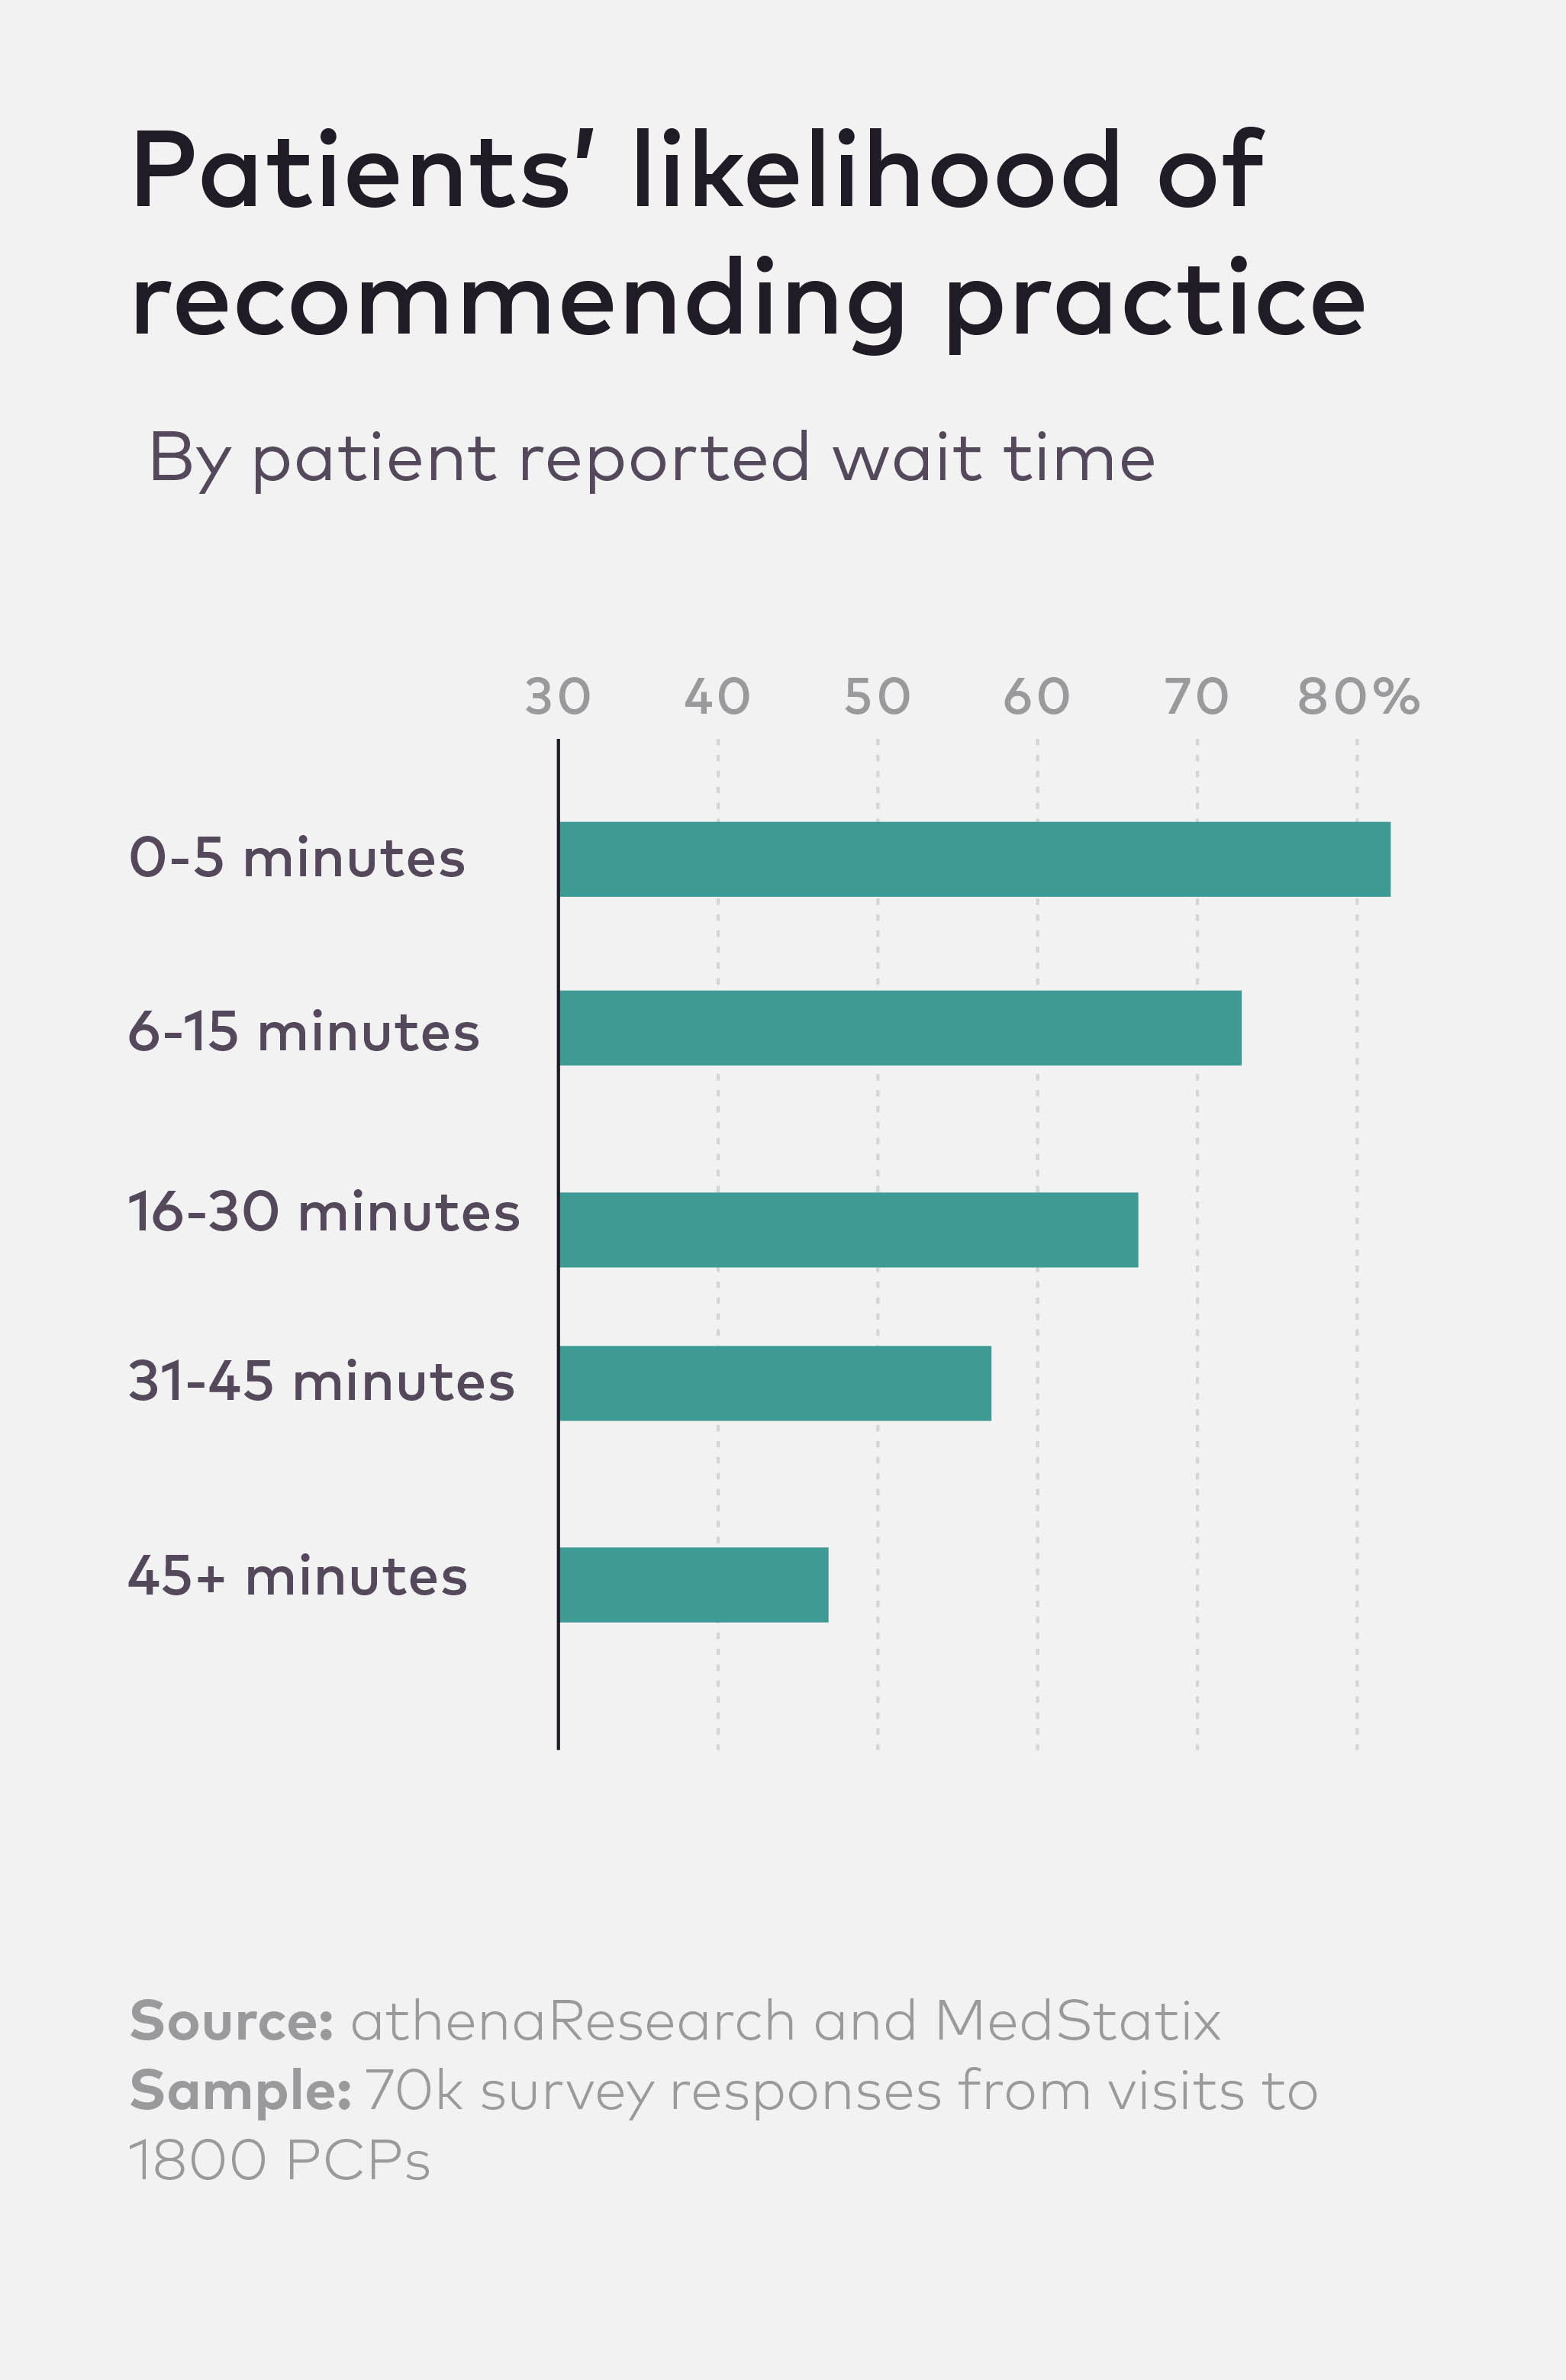 Patients' likelihood of
recommending practice
By patient reported wait time
30 40 50 60 70 80%
0-5 minutes
6-15 minutes
16-30 minutes
31-45 minutes
45+ minutes
Source: athenaResearch and MedStatix
Sample: 70k survey responses from visits to
1800 PCPs